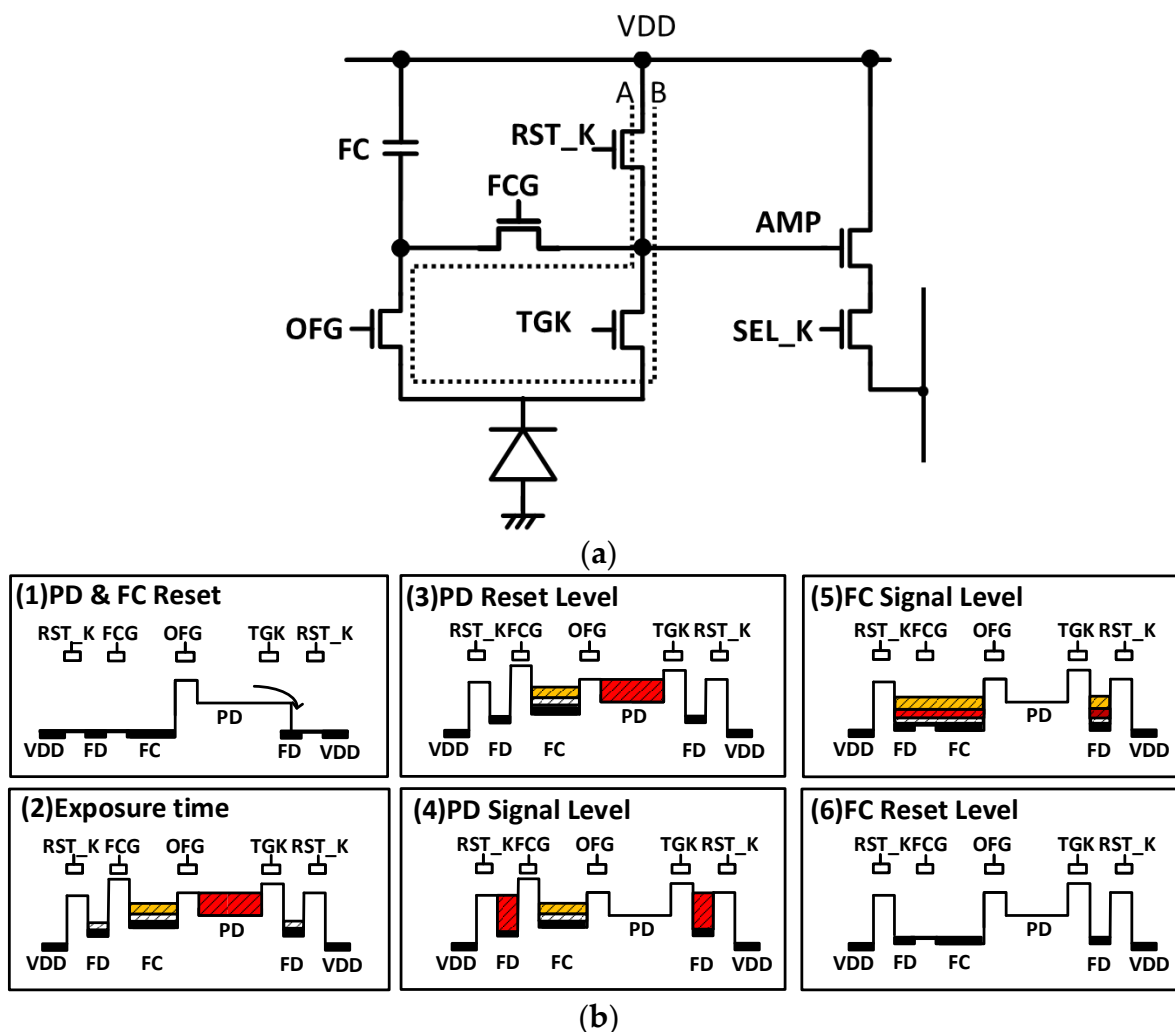 VDD
A B
RST_K
FC
FCG
AMP
OFG
TGK
SEL_K
(a)
(1)PD & FC Reset
RST_K FCG OFG TGK RST_K
PD
VDD FD FC FD VDD
(2)Exposure time
RST_K FCG OFG TGK RST_K
PD
VDD FD FC FD VDD
(3)PD Reset Level
RST_K FCG OFG TGK RST_K
PD
VDD FD FC FD VDD
(4)PD Signal Level
RST_K FCG OFG TGK RST_K
PD
VDD FD FC FD VDD
(5)FC Signal Level
RST_K FCG OFG TGK RST_K
PD
VDD FD FC FD VDD
(6)FC Reset Level
RST_K FCG OFG TGK RST_K
PD
VDD FD FC FD VDD
(b)